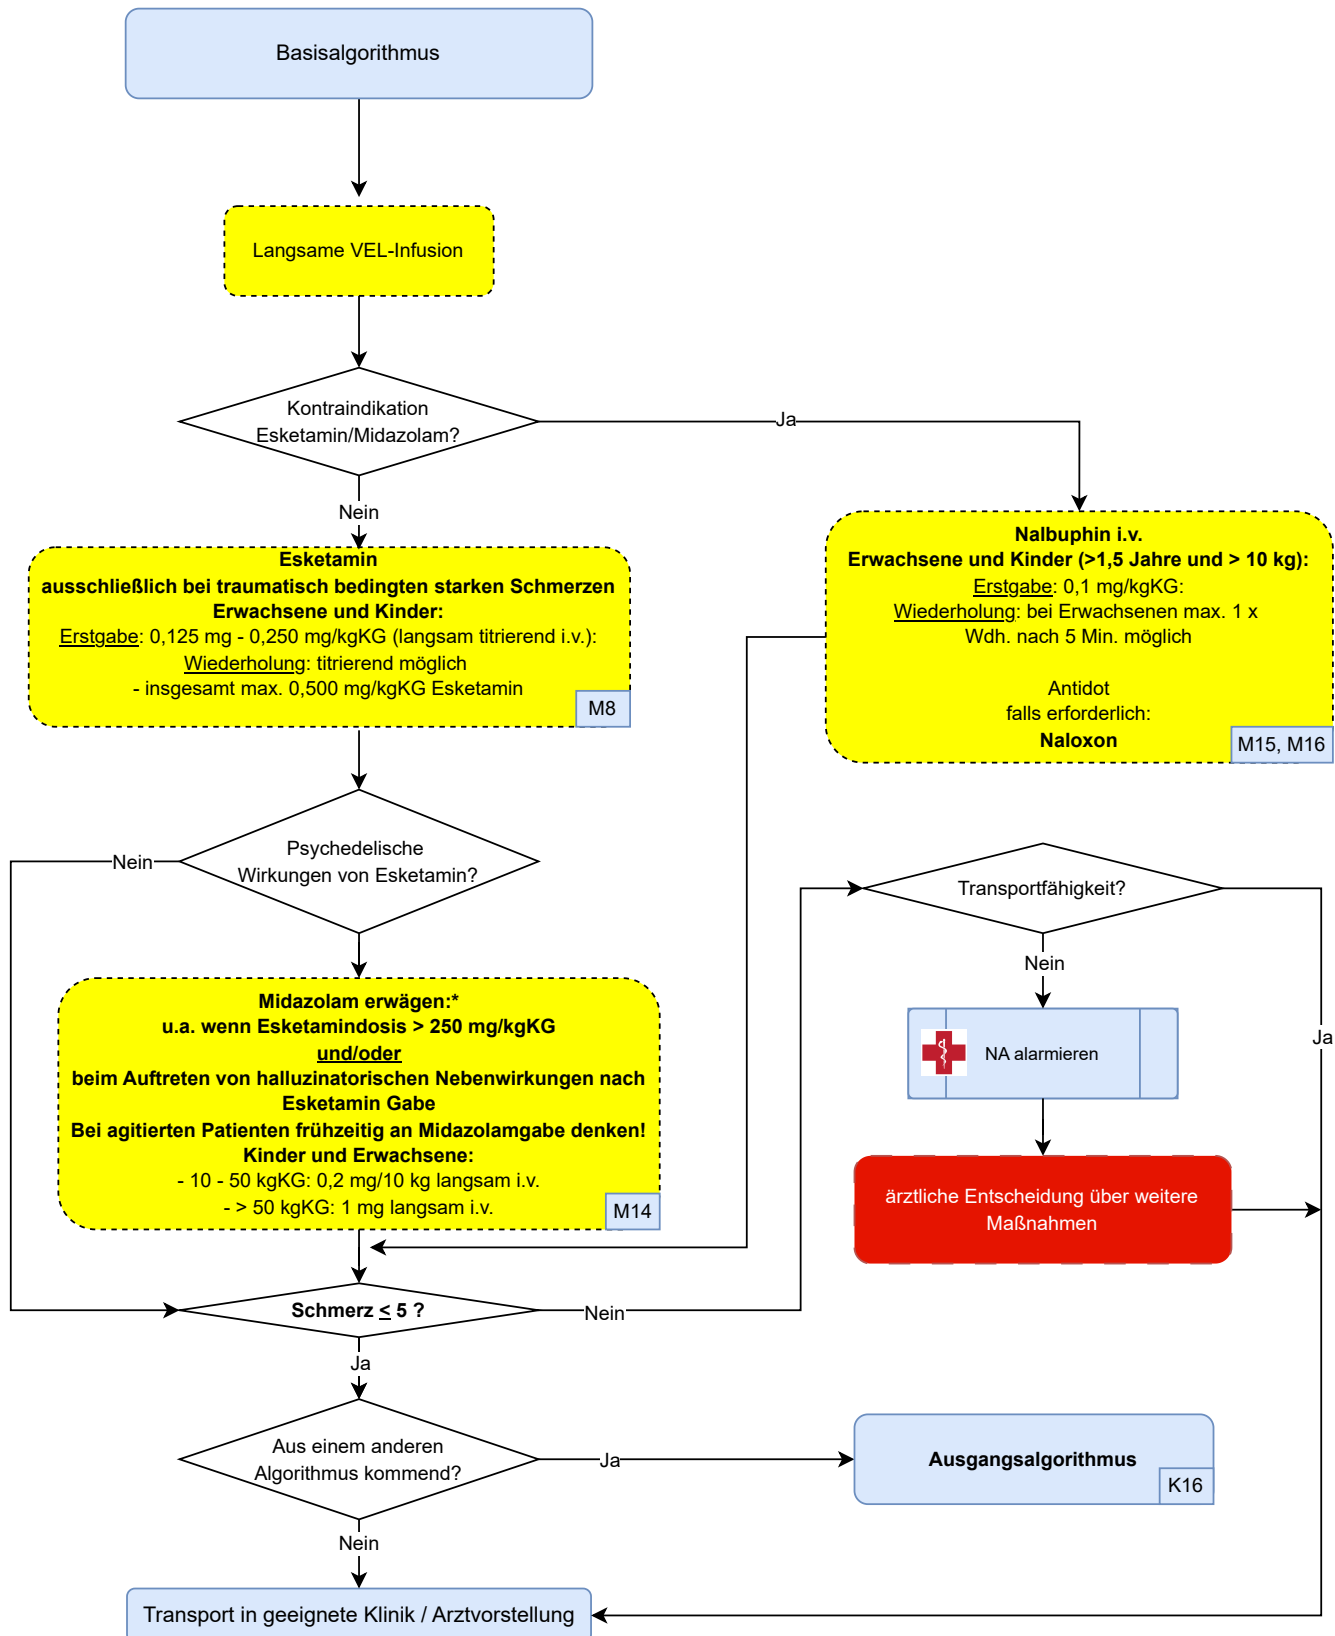 Basisalgorithmus
Langsame VEL-Infusion
Kontraindikation
Esketamin/Midazolam?
Ja
Nein
Esketamin
ausschließlich bei traumatisch bedingten starken Schmerzen
Erwachsene und Kinder:
Erstgabe: 0,125 mg - 0,250 mg/kgKG (langsam titrierend i.v.):
Wiederholung: titrierend möglich
- insgesamt max. 0,500 mg/kgKG Esketamin
M8
Nalbuphin i.v.
Erwachsene und Kinder (>1,5 Jahre und > 10 kg):
Erstgabe: 0,1 mg/kgKG:
Wiederholung: bei Erwachsenen max. 1 x
Wdh. nach 5 Min. möglich
Antidot
falls erforderlich:
Naloxon
M15, M16
Psychedelische
Wirkungen von Esketamin?
Nein
Transportfähigkeit?
Nein
Ja
NA alarmieren
ärztliche Entscheidung über weitere
Maßnahmen
Midazolam erwägen:*
u.a. wenn Esketamindosis > 250 mg/kgKG
und/oder
beim Auftreten von halluzinatorischen Nebenwirkungen nach
Esketamin Gabe
Bei agitierten Patienten frühzeitig an Midazolamgabe denken!
Kinder und Erwachsene:
- 10 - 50 kgKG: 0,2 mg/10 kg langsam i.v.
- > 50 kgKG: 1 mg langsam i.v.
M14
Schmerz ≤ 5 ?
Nein
Ja
Aus einem anderen
Algorithmus kommend?
Ja
Ausgangsalgorithmus
K16
Nein
Transport in geeignete Klinik / Arztvorstellung